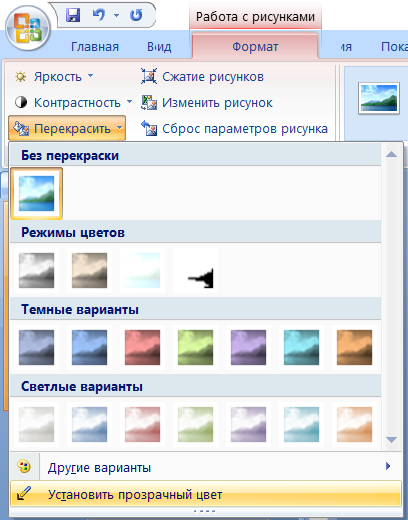 Работа с рисунками
Главная Вид Формат ия Пока
Яркость Сжатие рисунков
Контрастность Изменить рисунок
Перекрасить Сброс параметров рисунка
Без перекраски
Режимы цветов
Темные варианты
Светлые варианты
Другие варианты
Установить прозрачный цвет